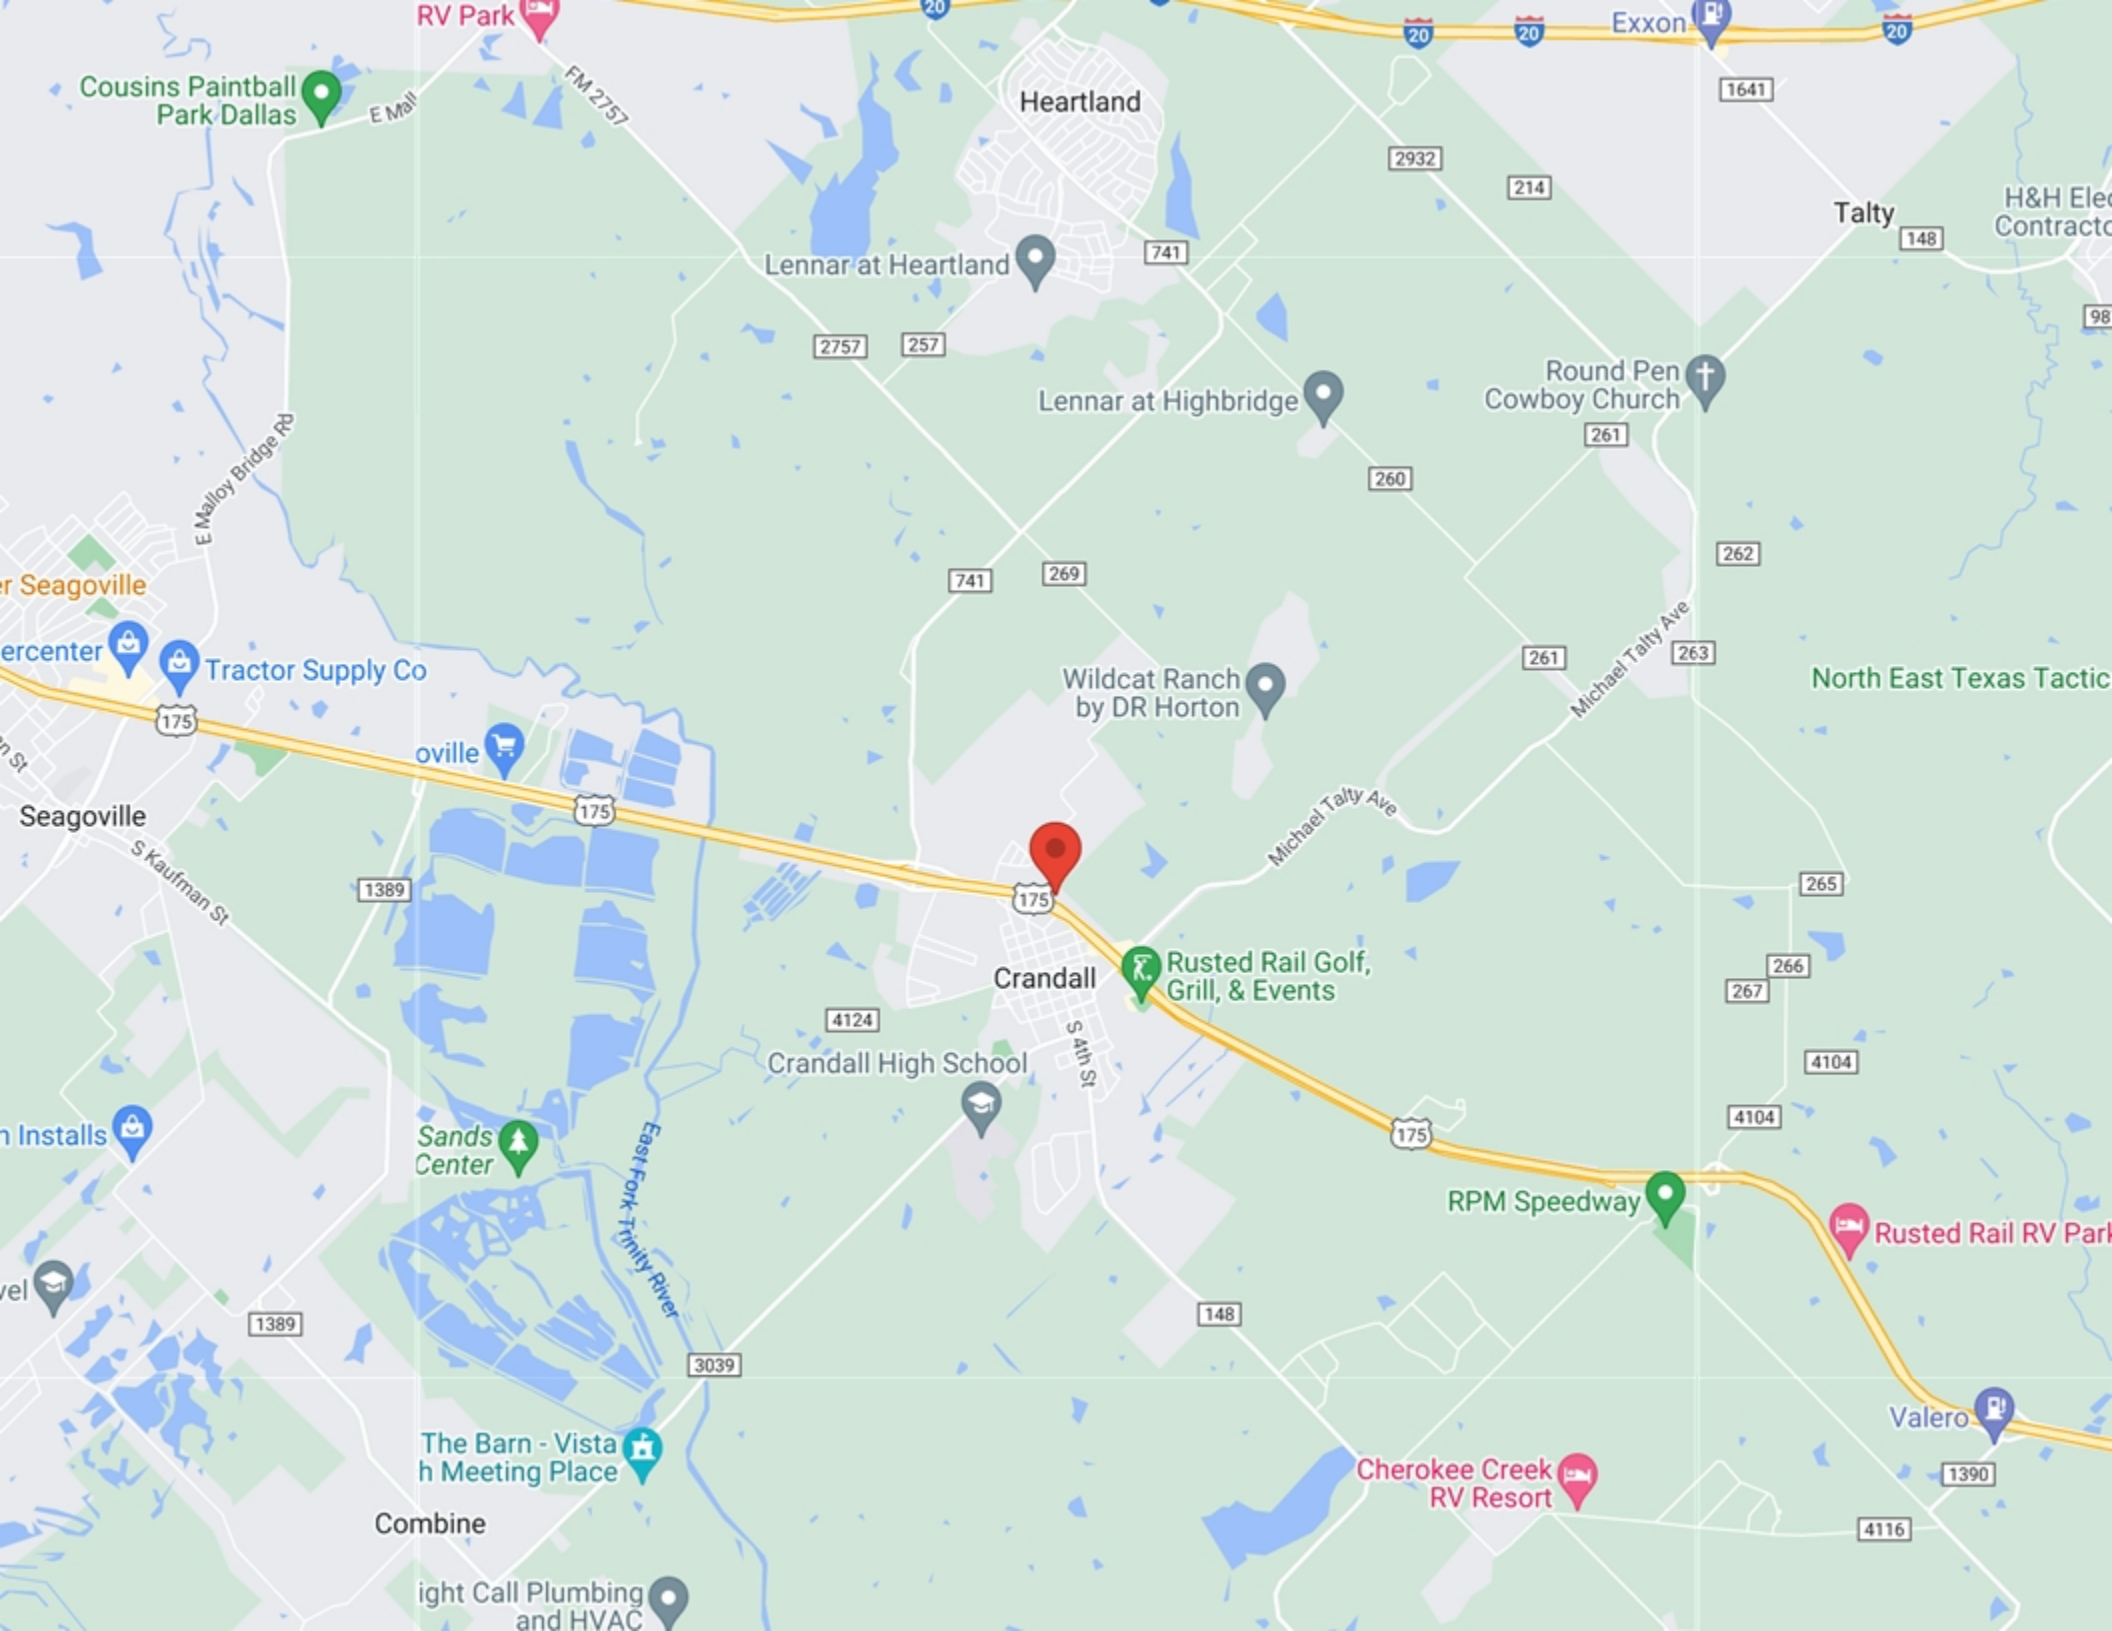 RV Park
20
20
20
Exxon
20
Cousins Paintball
Park Dallas
E Mall
FM 2757
Heartland
1641
2932
214
Talty
148
H&H Elec
Contracto
Lennar at Heartland
741
98
2757
257
Lennar at Highbridge
Round Pen
Cowboy Church
261
260
E Malloy Bridge Rd
262
er Seagoville
741
269
ercenter
Tractor Supply Co
261
Michael Talty Ave
263
North East Texas Tactic
Wildcat Ranch
by DR Horton
175
n St
oville
175
Seagoville
Michael Talty Ave
S Kaufman St
1389
175
265
Crandall
Rusted Rail Golf,
Grill, & Events
266
267
4124
S 4th St
Crandall High School
4104
4104
n Installs
Sands
Center
175
East Fork Trinity River
RPM Speedway
Rusted Rail RV Park
vel
1389
148
3039
Valero
The Barn - Vista
h Meeting Place
Cherokee Creek
RV Resort
1390
Combine
4116
ight Call Plumbing
and HVAC